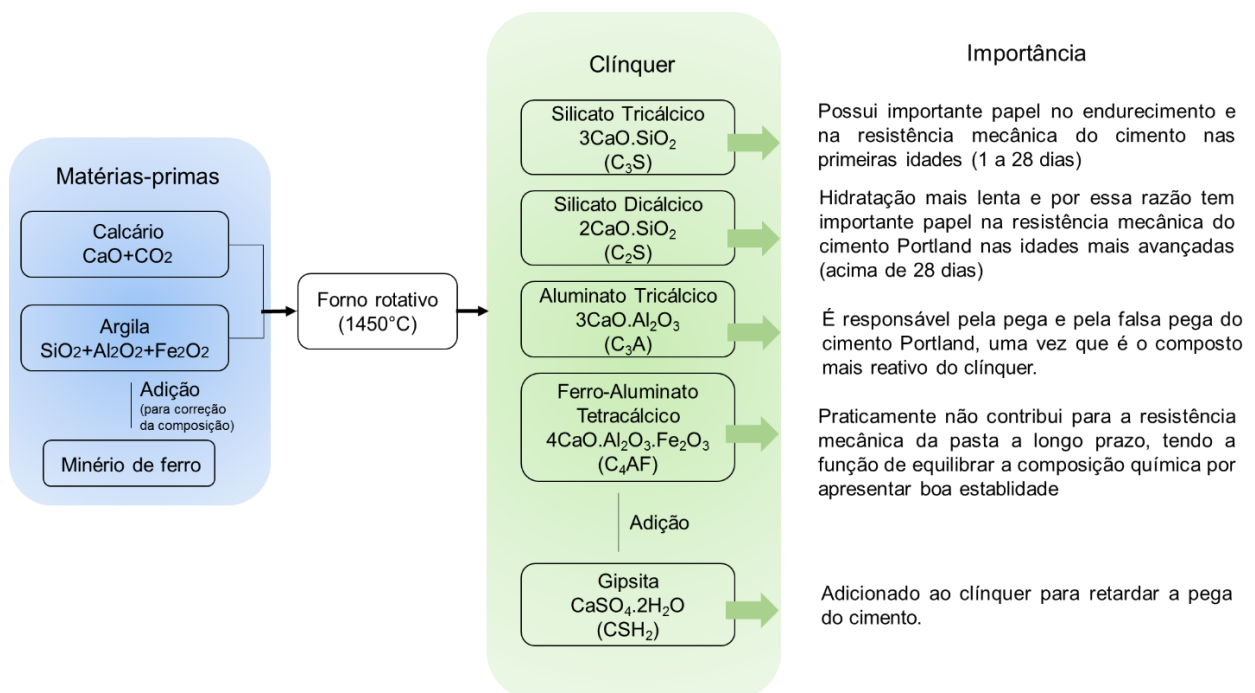 Matérias-primas
Calcário
CaO+CO2
Argila
SiO2+Al2O2+Fe2O2
Adição
(para correção
da composição)
Minério de ferro
Forno rotativo
(1450°C)
Clínquer
Silicato Tricálcico
3CaO.SiO2
(C3S)
Silicato Dicálcico
2CaO.SiO2
(C2S)
Aluminato Tricálcico
3CaO.Al2O3
(C3A)
Ferro-Aluminato
Tetracálcico
4CaO.Al2O3.Fe2O3
(C4AF)
Adição
Gipsita
CaSO4.2H2O
(CSH2)
Importância
Possui importante papel no endurecimento e
na resistência mecânica do cimento nas
primeiras idades (1 a 28 dias)
Hidratação mais lenta e por essa razão tem
importante papel na resistência mecânica do
cimento Portland nas idades mais avançadas
(acima de 28 dias)
É responsável pela pega e pela falsa pega do
cimento Portland, uma vez que é o composto
mais reativo do clínquer.
Praticamente não contribui para a resistência
mecânica da pasta a longo prazo, tendo a
função de equilibrar a composição química por
apresentar boa establidade
Adicionado ao clínquer para retardar a pega
do cimento.